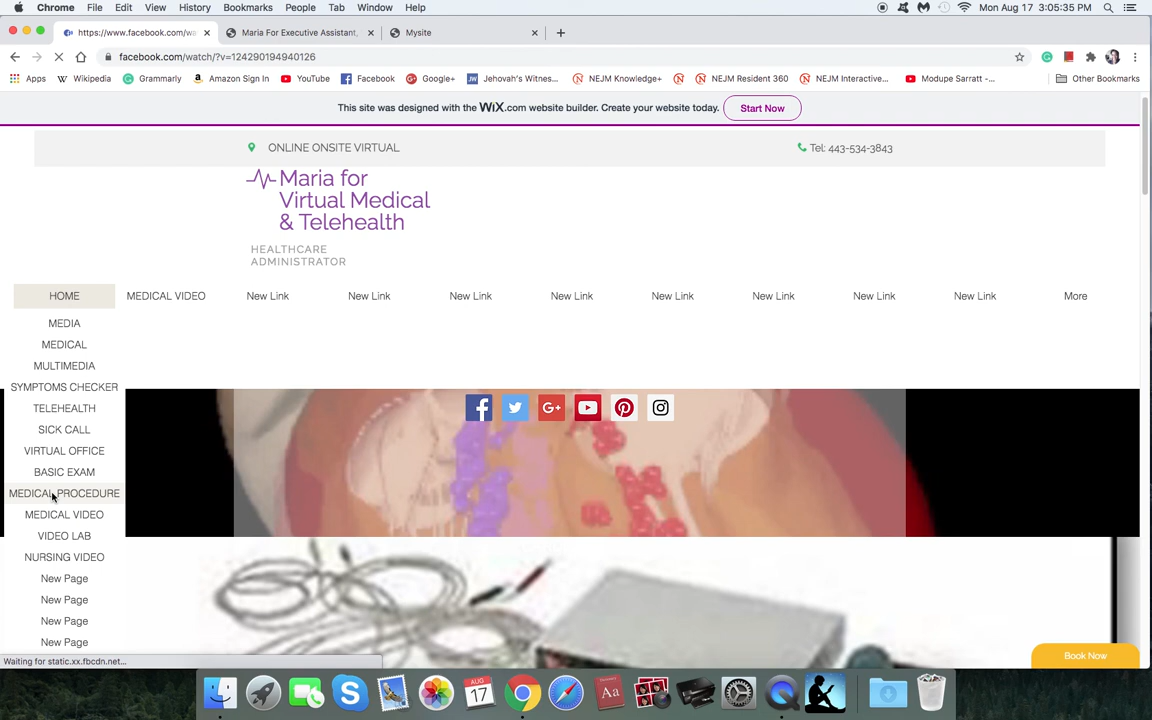 Chrome File Edit View History Bookmarks People Tab Window Help Mon Aug 17 3:05:35 PM
https://www.facebook.com/wa × Maria For Executive Assistant, × Mysite × +
facebook.com/watch/?v=124290194940126
Apps W Wikipedia Grammarly Amazon Sign In YouTube Facebook Google+ Jehovah's Witnes... NEJM Knowledge+ NEJM Resident 360 NEJM Interactive... Modupe Sarratt -... Other Bookmarks
This site was designed with the WiX.com website builder. Create your website today. Start Now
ONLINE ONSITE VIRTUAL Tel: 443-534-3843
Maria for
Virtual Medical
& Telehealth
HEALTHCARE
ADMINISTRATOR
HOME MEDICAL VIDEO New Link New Link New Link New Link New Link New Link New Link New Link More
MEDIA
MEDICAL
MULTIMEDIA
SYMPTOMS CHECKER
TELEHEALTH
SICK CALL
VIRTUAL OFFICE
BASIC EXAM
MEDICAL PROCEDURE
MEDICAL VIDEO
VIDEO LAB
NURSING VIDEO
New Page
New Page
New Page
New Page
Book Now
Waiting for static.xx.fbcdn.net...
AUG
17
Aa